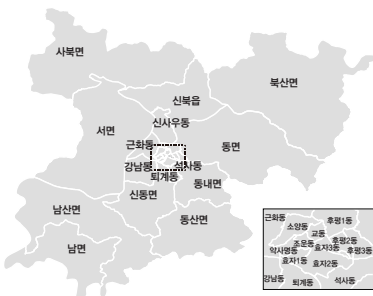 사북면
북산면
신북읍
신사우동
서면
근화동
동면
강남동
석사동
퇴계동
동내면
신동면
남산면
동산면
남면
근화동
후평1동
소양동
교동
조운동
후평2동
약사명동
효자3동
후평3동
효자1동
효자2동
강남동
퇴계동
석사동